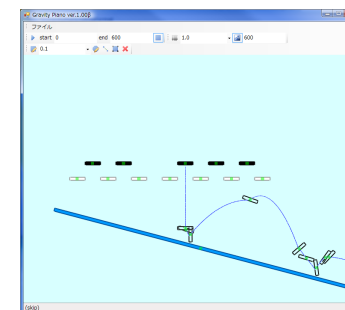 Gravity Piano ver.1.00β
ファイル
start 0 end 600 1.0 600
0.1
(skip)